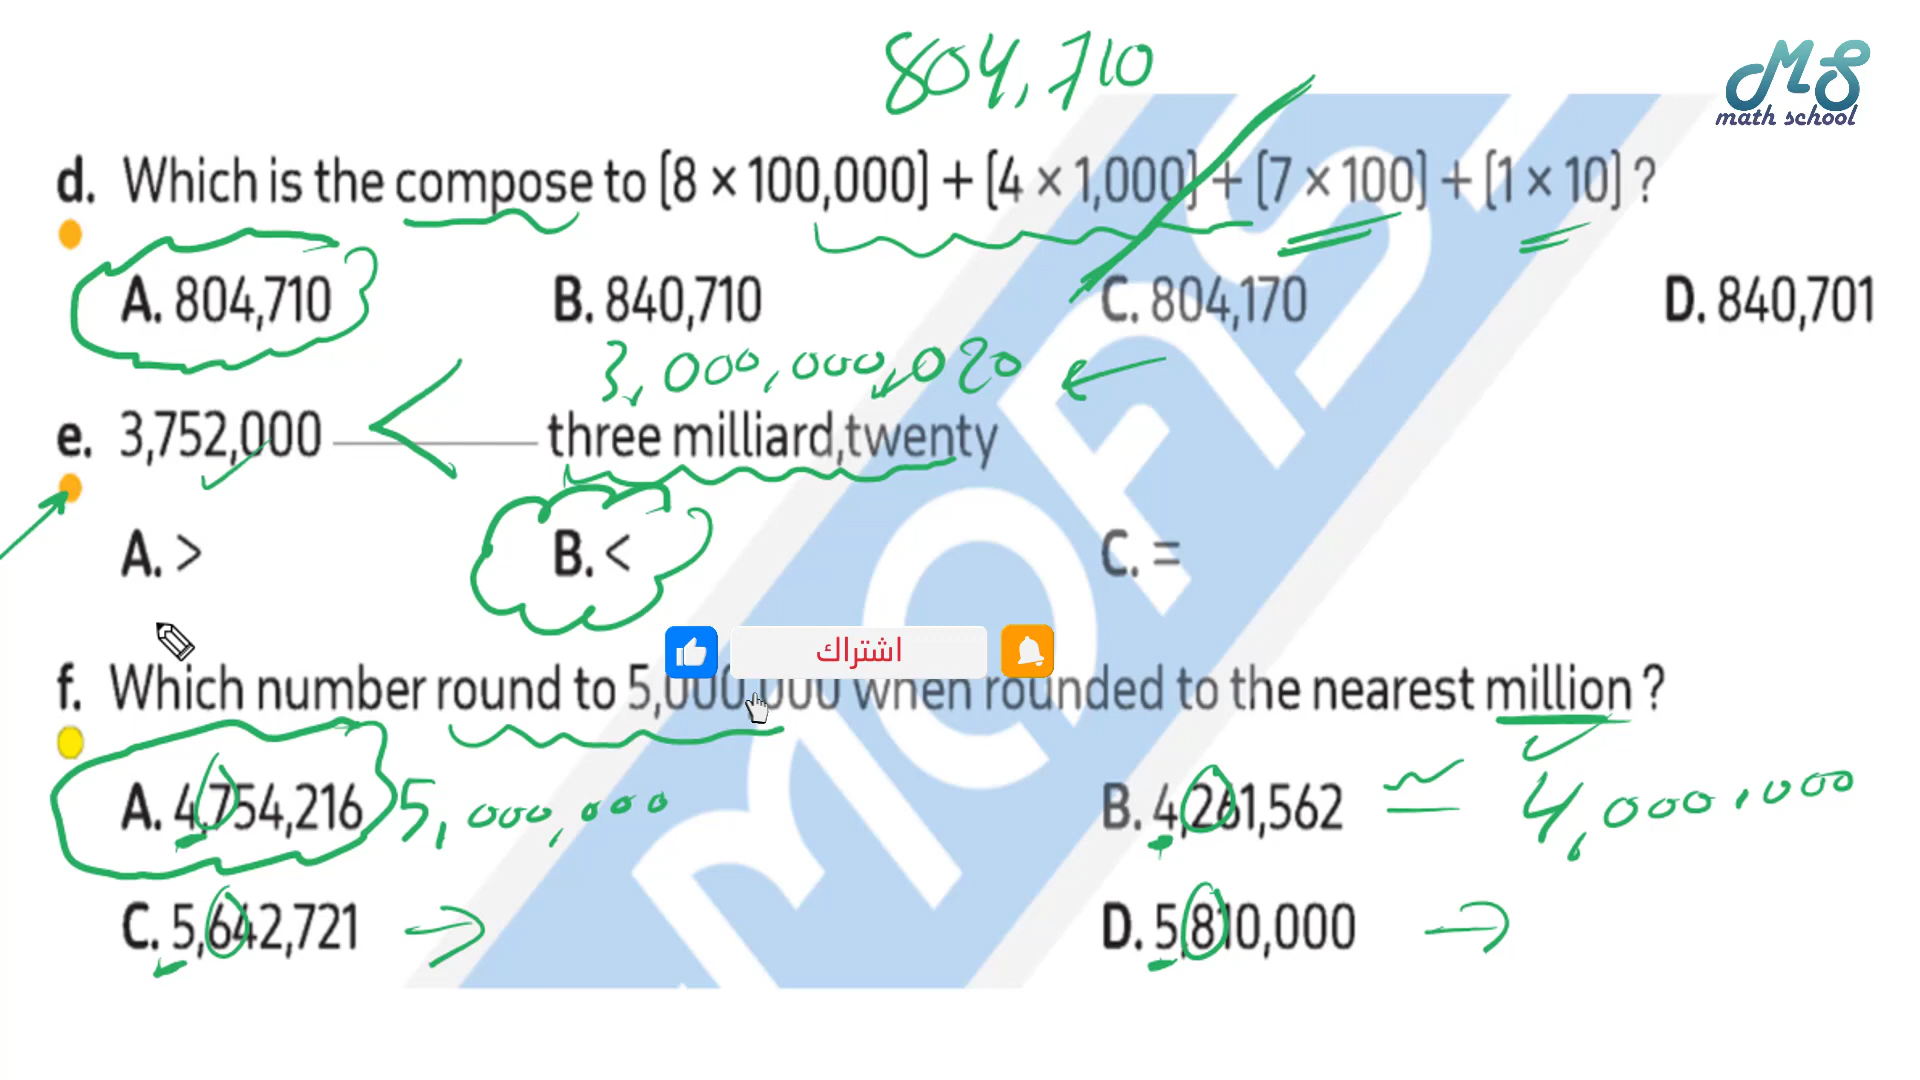 804,710
MS
math school
d. Which is the compose to (8 × 100,000) + (4 × 1,000) + (7 × 100) + (1 × 10) ?
A. 804,710 B. 840,710 C. 804,170 D. 840,701
3,000,000,020
e. 3,752,000 < three milliard,twenty
A. > B. < C. =
اشتراك
f. Which number round to 5,000,000 when rounded to the nearest million ?
A. 4,754,216 5,000,000 B. 4,261,562 ≃ 4,000,000
C. 5,642,721 → D. 5,810,000 →